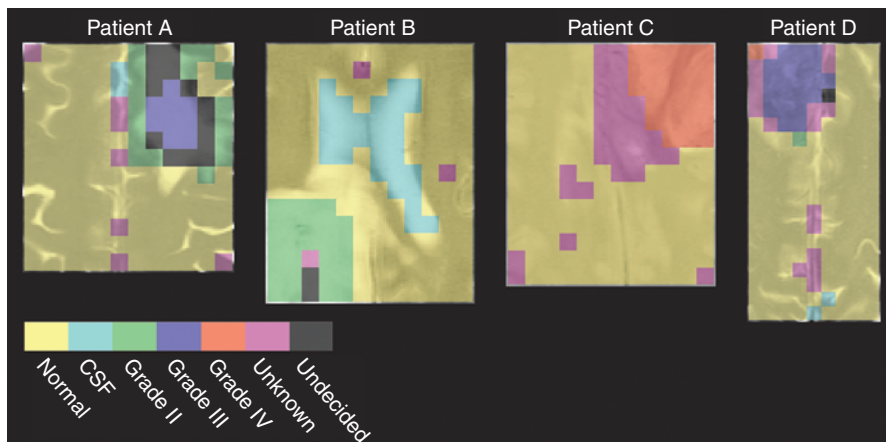 Patient A
Patient B
Patient C
Patient D
Normal
CSF
Grade II
Grade III
Grade IV
Unknown
Undecided